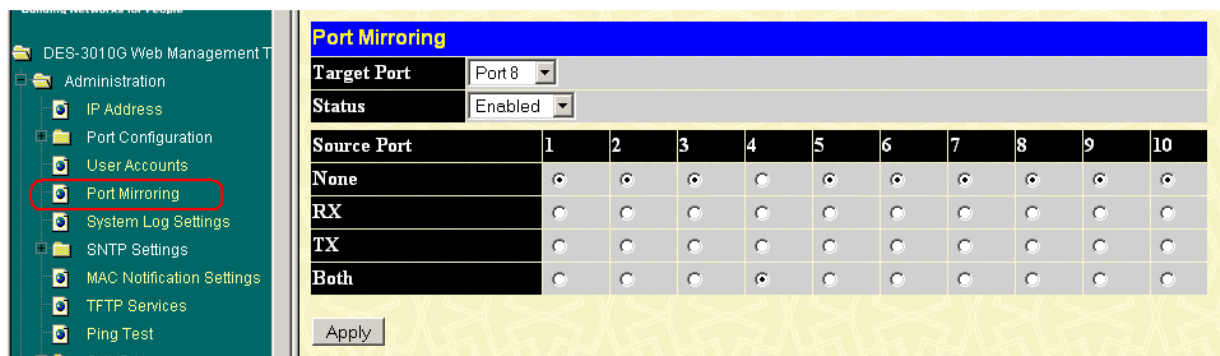 DES-3010G Web Management T
Administration
IP Address
Port Configuration
User Accounts
Port Mirroring
System Log Settings
SNTP Settings
MAC Notification Settings
TFTP Services
Ping Test
Port Mirroring
Target Port Port 8
Status Enabled
Source Port 1 2 3 4 5 6 7 8 9 10
None
RX
TX
Both
Apply